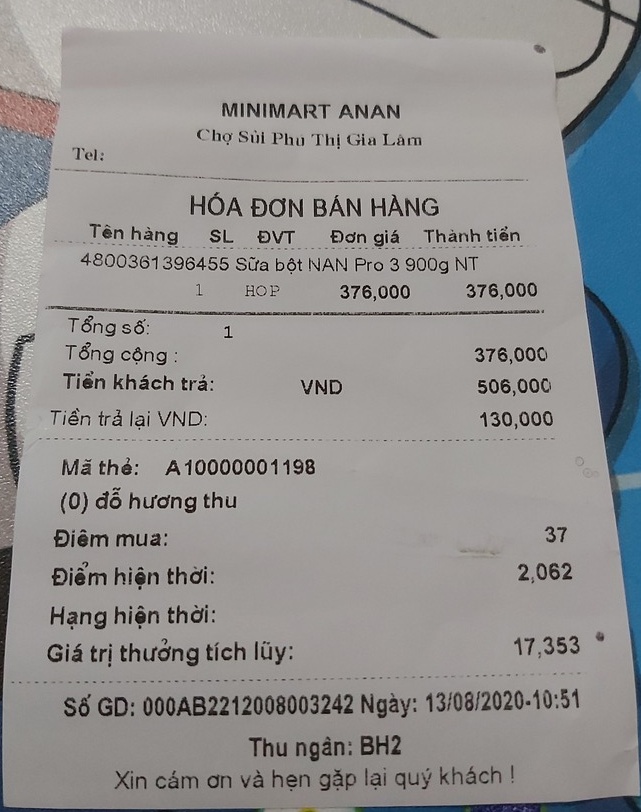 MINIMART ANAN
Chợ Sủi Phú Thị Gia Lâm
Tel:
HÓA ĐƠN BÁN HÀNG
Tên hàng SL ĐVT Đơn giá Thành tiền
4800361396455 Sữa bột NAN Pro 3 900g NT
1 HOP 376,000 376,000
Tổng số: 1
Tổng cộng : 376,000
Tiền khách trả: VND 506,000
Tiền trả lại VND: 130,000
Mã thẻ: A10000001198
(0) đỗ hương thu
Điểm mua: 37
Điểm hiện thời: 2,062
Hạng hiện thời:
Giá trị thưởng tích lũy: 17,353
Số GD: 000AB2212008003242 Ngày: 13/08/2020-10:51
Thu ngân: BH2
Xin cám ơn và hẹn gặp lại quý khách !